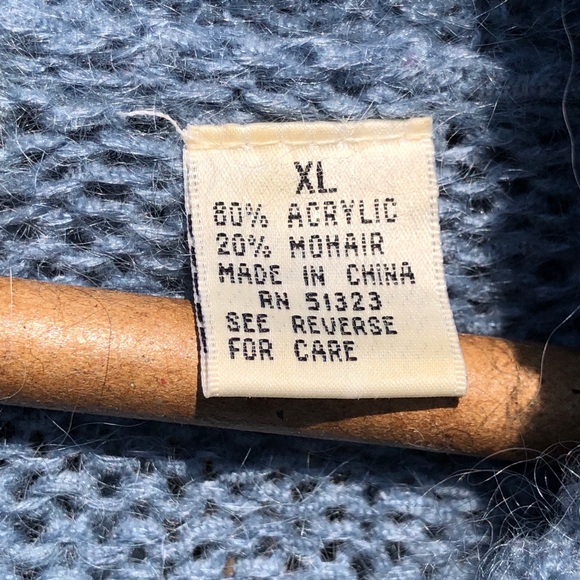 XL
80% ACRYLIC
20% MOHAIR
MADE IN CHINA
RN 51323
SEE REVERSE
FOR CARE